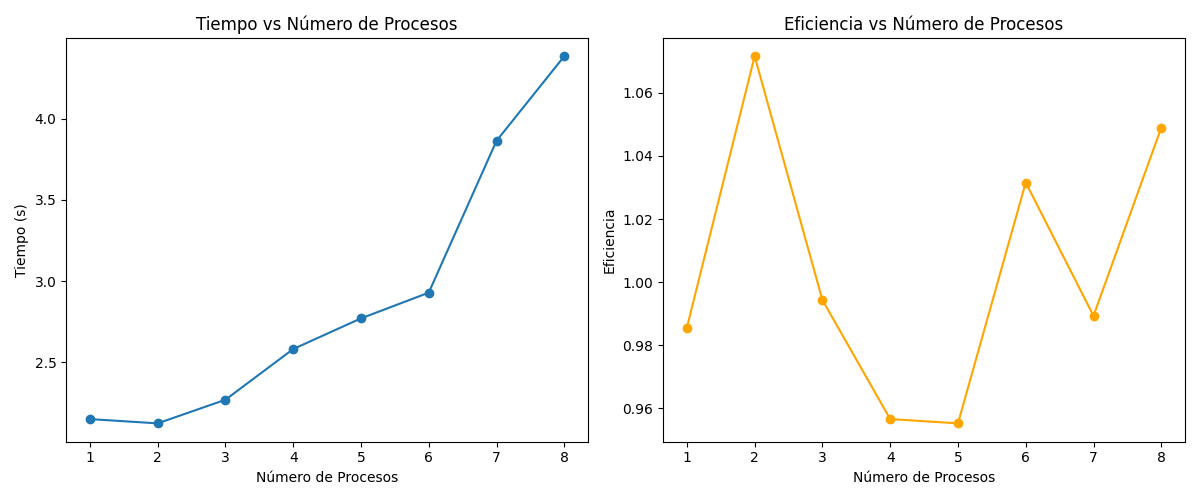 Tiempo vs Número de Procesos
Tiempo (s)
4.0
3.5
3.0
2.5
1 2 3 4 5 6 7 8
Número de Procesos
Eficiencia vs Número de Procesos
Eficiencia
1.06
1.04
1.02
1.00
0.98
0.96
1 2 3 4 5 6 7 8
Número de Procesos